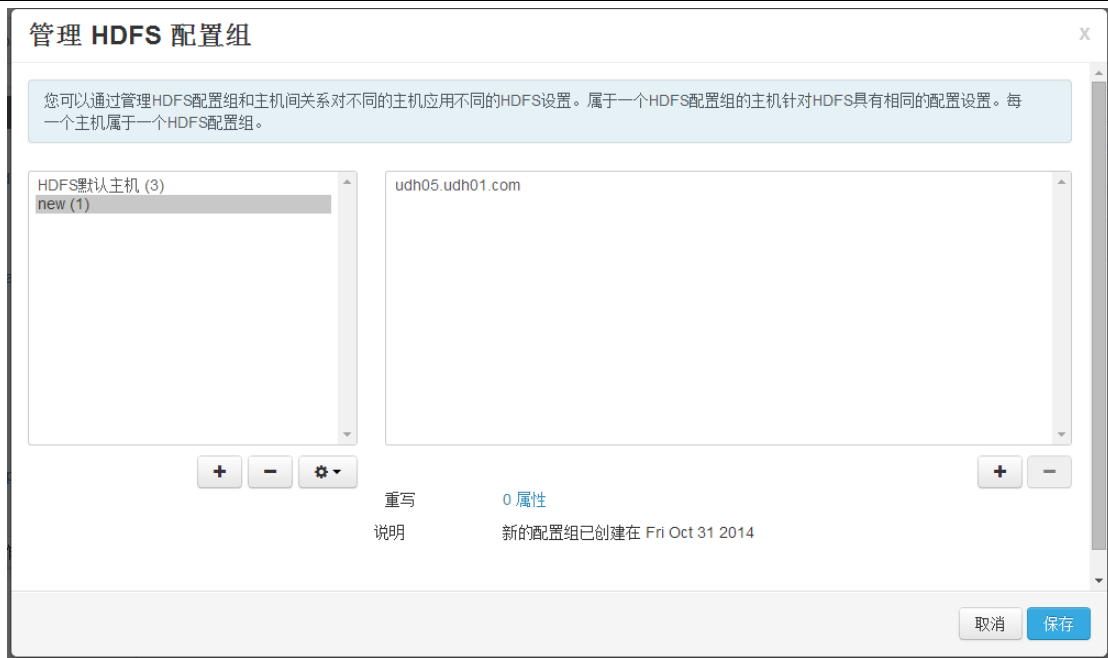 管理 HDFS 配置组
X
您可以通过管理HDFS配置组和主机间关系对不同的主机应用不同的HDFS设置。属于一个HDFS配置组的主机针对HDFS具有相同的配置设置。每
一个主机属于一个HDFS配置组。
HDFS默认主机 (3)
new (1)
udh05.udh01.com
重写 0 属性
说明 新的配置组已创建在 Fri Oct 31 2014
取消 保存